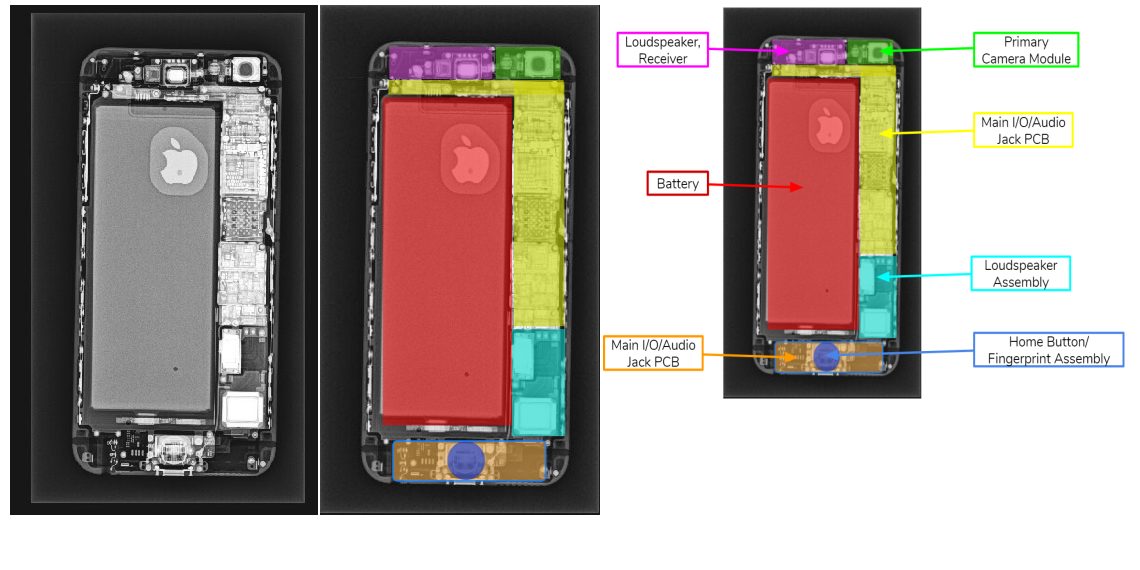 Loudspeaker,
Receiver
Primary
Camera Module
Main I/O/Audio
Jack PCB
Battery
Loudspeaker
Assembly
Main I/O/Audio
Jack PCB
Home Button/
Fingerprint Assembly